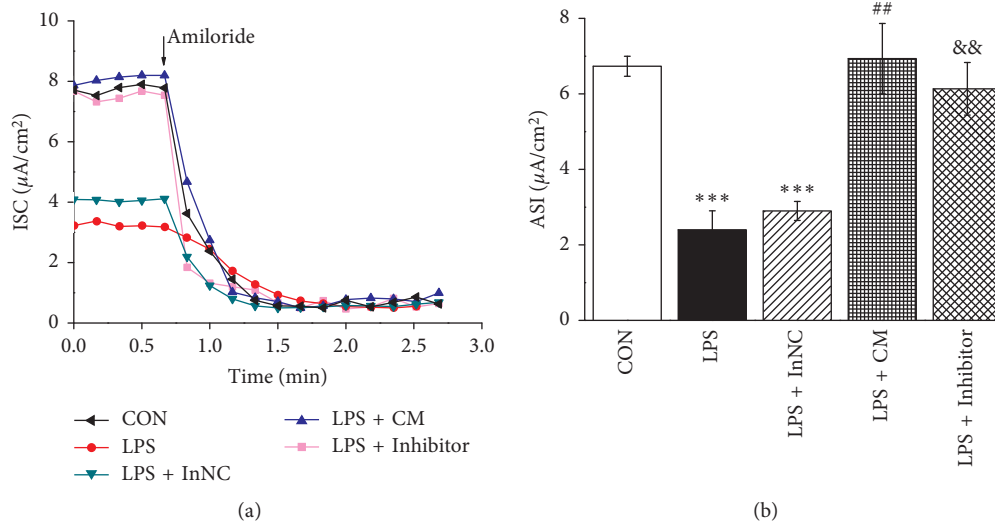 Amiloride
ISC (μA/cm²)
10
8
6
4
2
0
0.0 0.5 1.0 1.5 2.0 2.5 3.0
Time (min)
CON
LPS
LPS + InNC
LPS + CM
LPS + Inhibitor
(a)
ASI (μA/cm²)
8
6
4
2
0
***
***
##
&&
CON
LPS
LPS + InNC
LPS + CM
LPS + Inhibitor
(b)